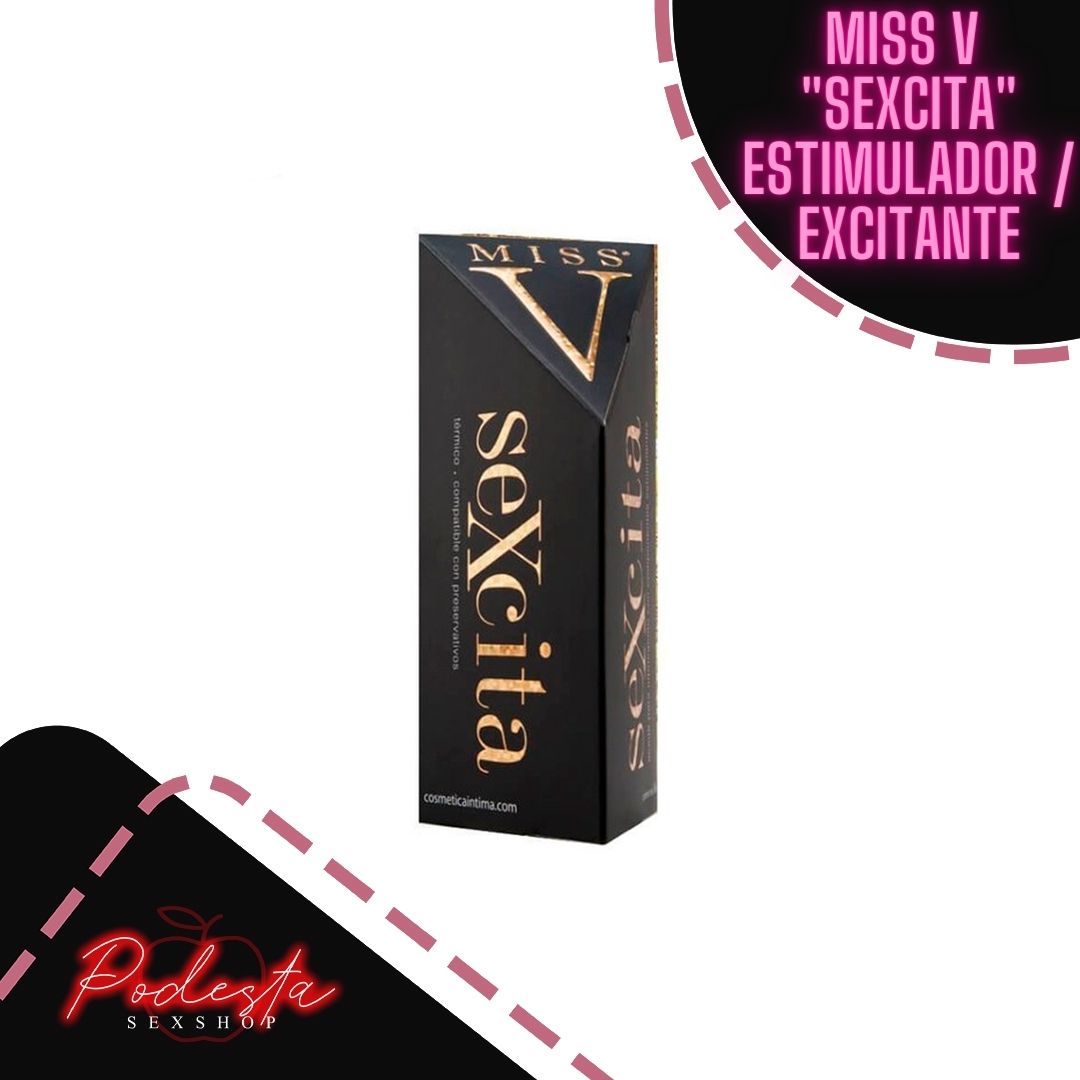 MISS V
"SEXCITA"
ESTIMULADOR /
EXCITANTE
MISS®
V
seXcita
térmico · compatible con preservativos
cosmeticaintima.com
seXcita
Podesta
SEXSHOP